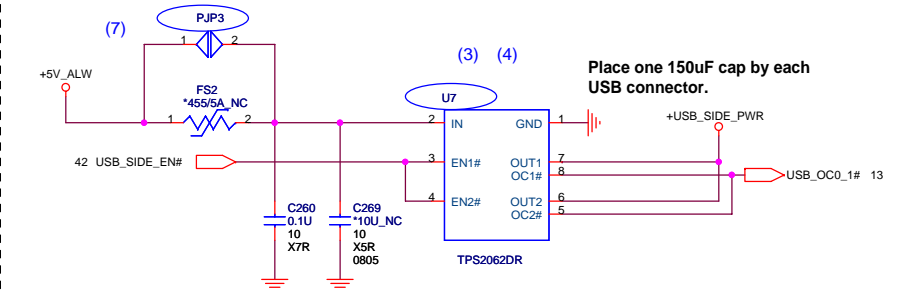 PJP3
(7)
1 2
(3) (4)
+5V_ALW
Place one 150uF cap by each
USB connector.
FS2
*455/5A_NC
U7
+USB_SIDE_PWR
1 2
2 IN GND 1
42 USB_SIDE_EN#
3 EN1# OUT1 7
OC1# 8
USB_OC0_1# 13
4 EN2# OUT2 6
OC2# 5
C260
0.1U
10
X7R
C269
*10U_NC
10
X5R
0805
TPS2062DR